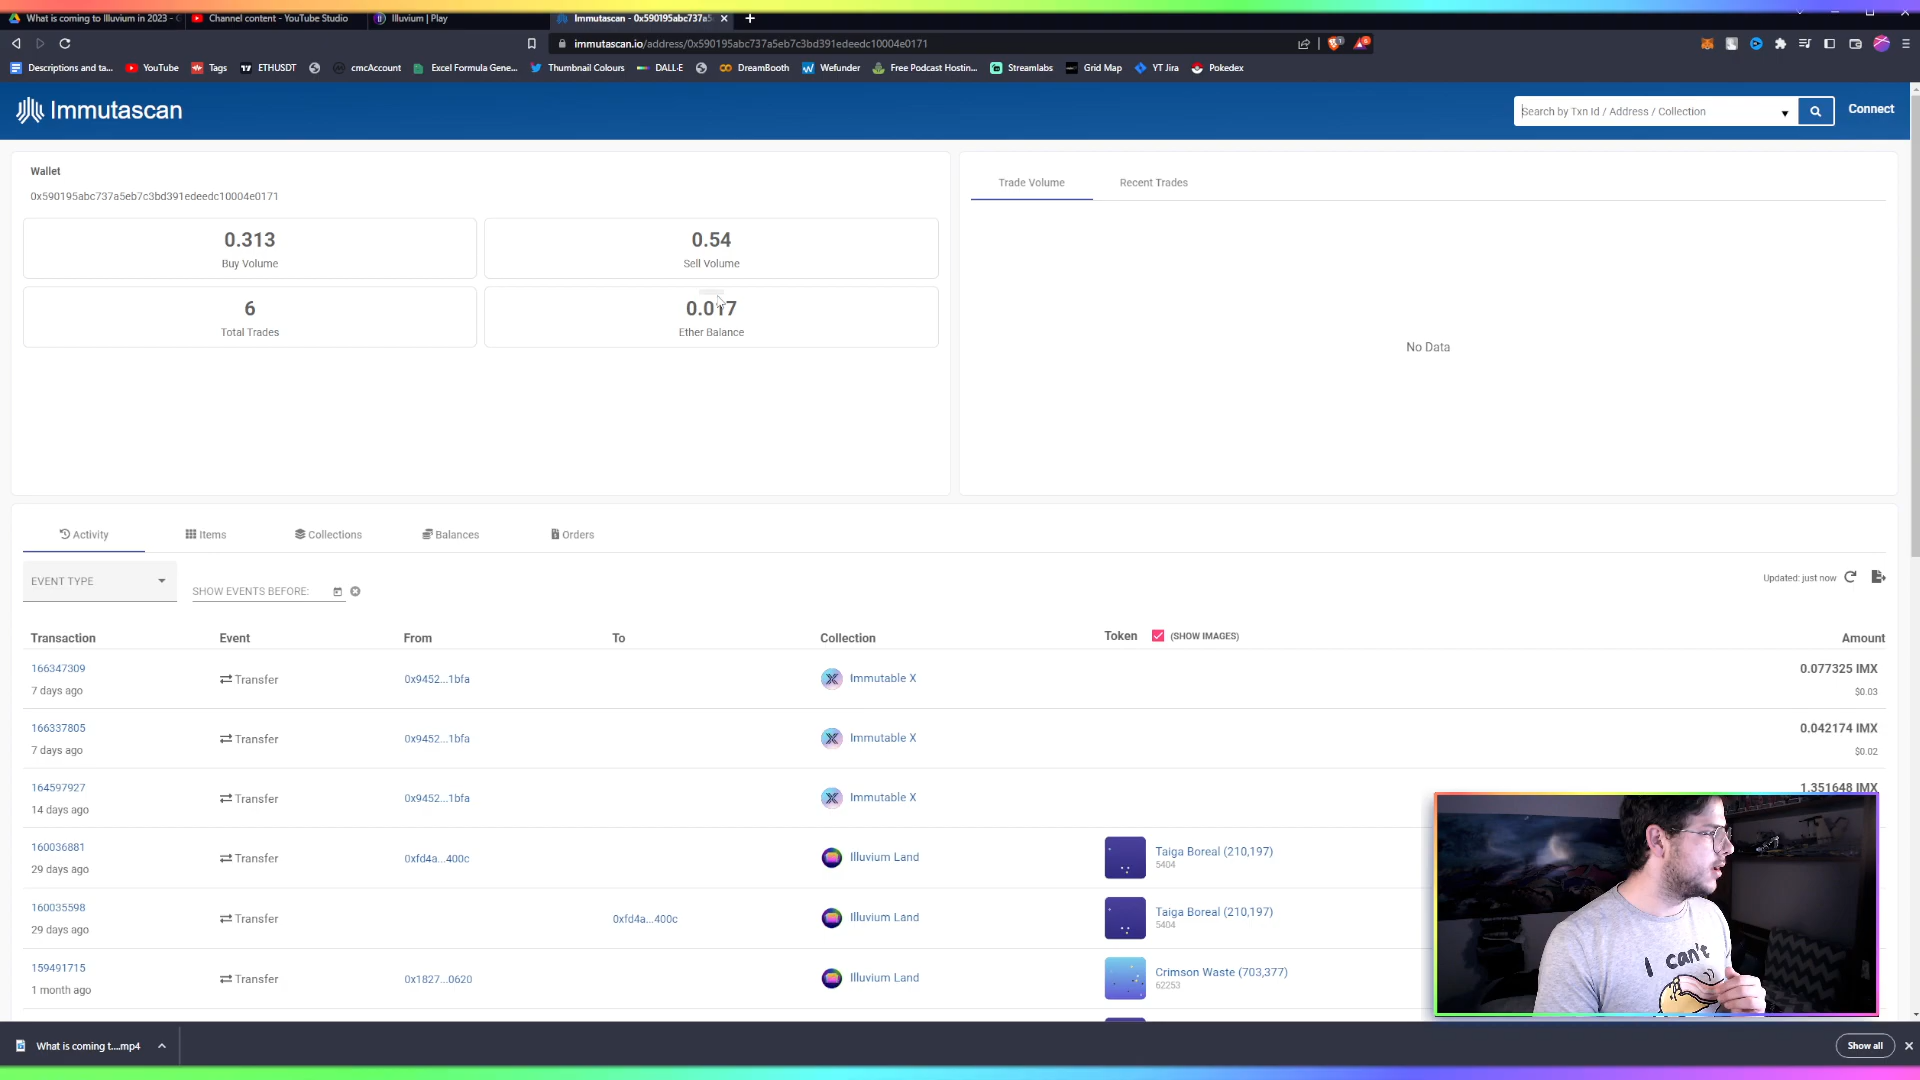 What is coming to Illuvium in 2023 -
Channel content - YouTube Studio
Illuvium | Play
Immutascan - 0x590195abc737a5
immutascan.io/address/0x590195abc737a5eb7c3bd391edeedc10004e0171
Descriptions and ta...
YouTube
Tags
ETHUSDT
cmcAccount
Excel Formula Gene...
Thumbnail Colours
DALL·E
DreamBooth
Wefunder
Free Podcast Hostin...
Streamlabs
Grid Map
YT Jira
Pokedex
Immutascan
Search by Txn Id / Address / Collection
Connect
Wallet
0x590195abc737a5eb7c3bd391edeedc10004e0171
0.313
Buy Volume
0.54
Sell Volume
6
Total Trades
0.017
Ether Balance
Trade Volume
Recent Trades
No Data
Activity
Items
Collections
Balances
Orders
EVENT TYPE
SHOW EVENTS BEFORE:
Updated: just now
Transaction Event From To Collection Token (SHOW IMAGES) Amount
166347309 Transfer 0x9452...1bfa Immutable X 0.077325 IMX
7 days ago $0.03
166337805 Transfer 0x9452...1bfa Immutable X 0.042174 IMX
7 days ago $0.02
164597927 Transfer 0x9452...1bfa Immutable X 1.351648 IMX
14 days ago
160036881 Transfer 0xfd4a...400c Illuvium Land Taiga Boreal (210,197)
29 days ago 5404
160035598 Transfer 0xfd4a...400c Illuvium Land Taiga Boreal (210,197)
29 days ago 5404
159491715 Transfer 0x1827...0620 Illuvium Land Crimson Waste (703,377)
1 month ago 62253
I can't
What is coming t....mp4
Show all